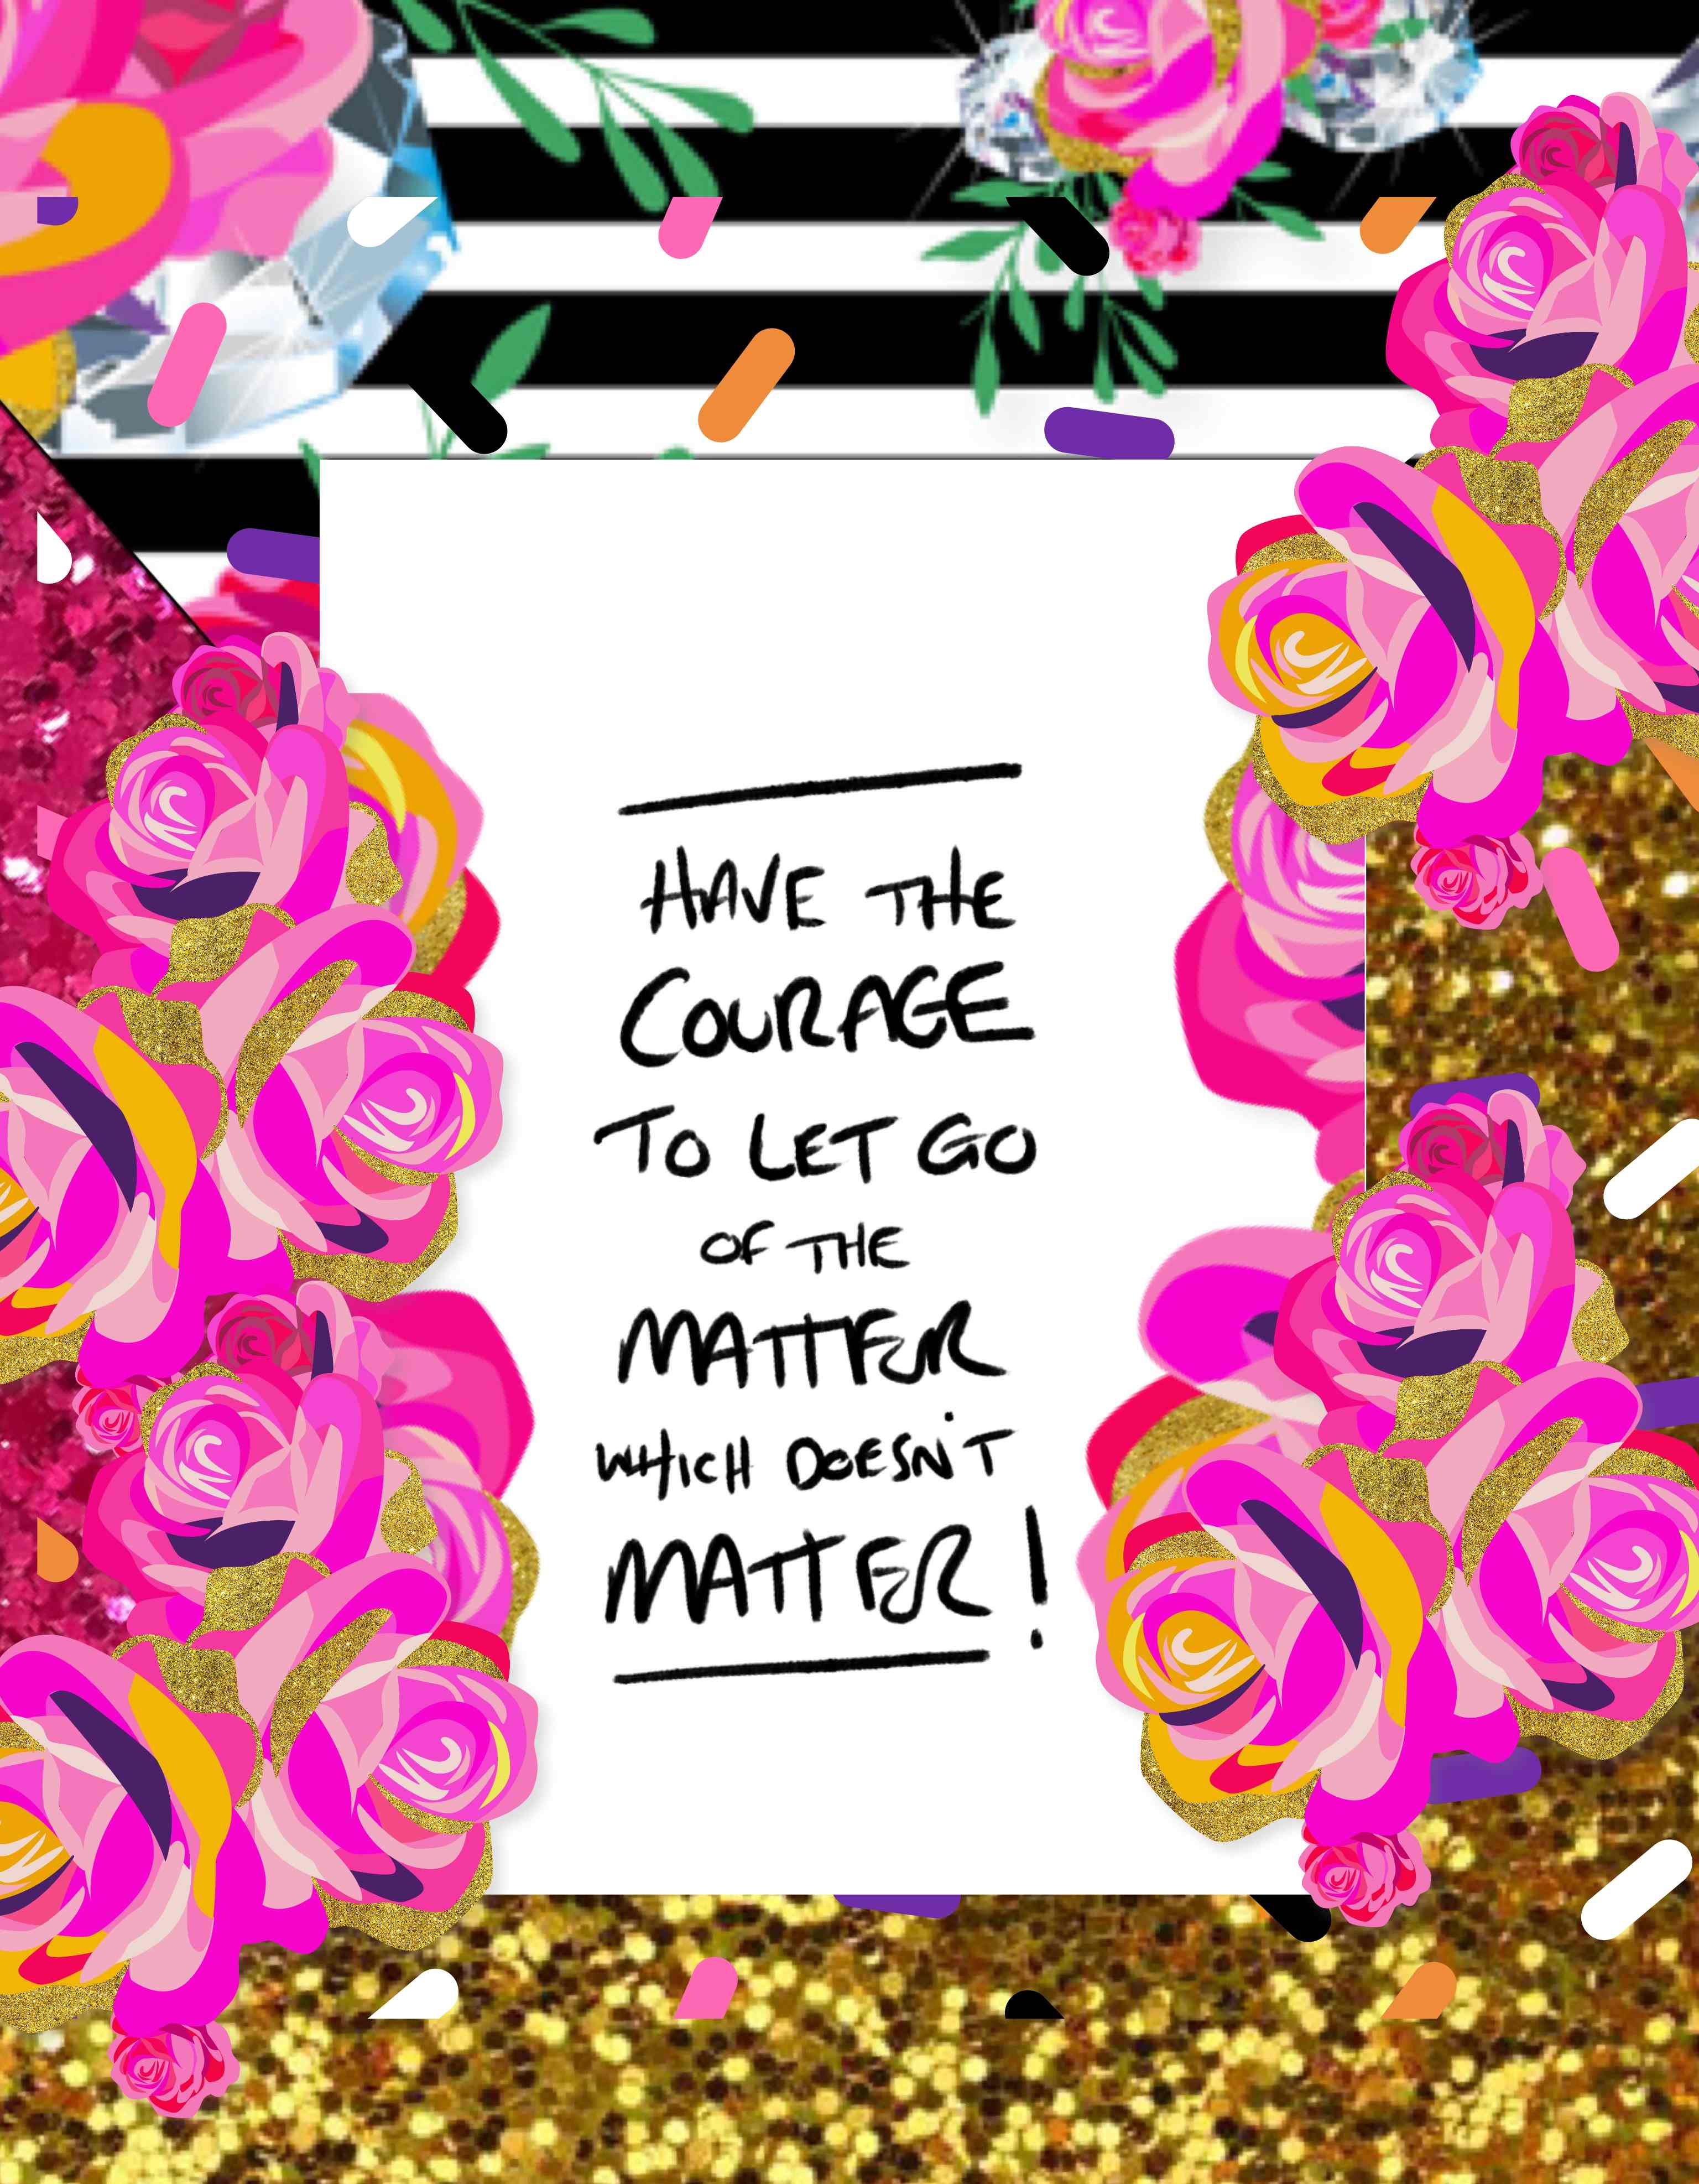 HAVE THE
COURAGE
TO LET GO
OF THE
MATTER
WHICH DOESN'T
MATTER!